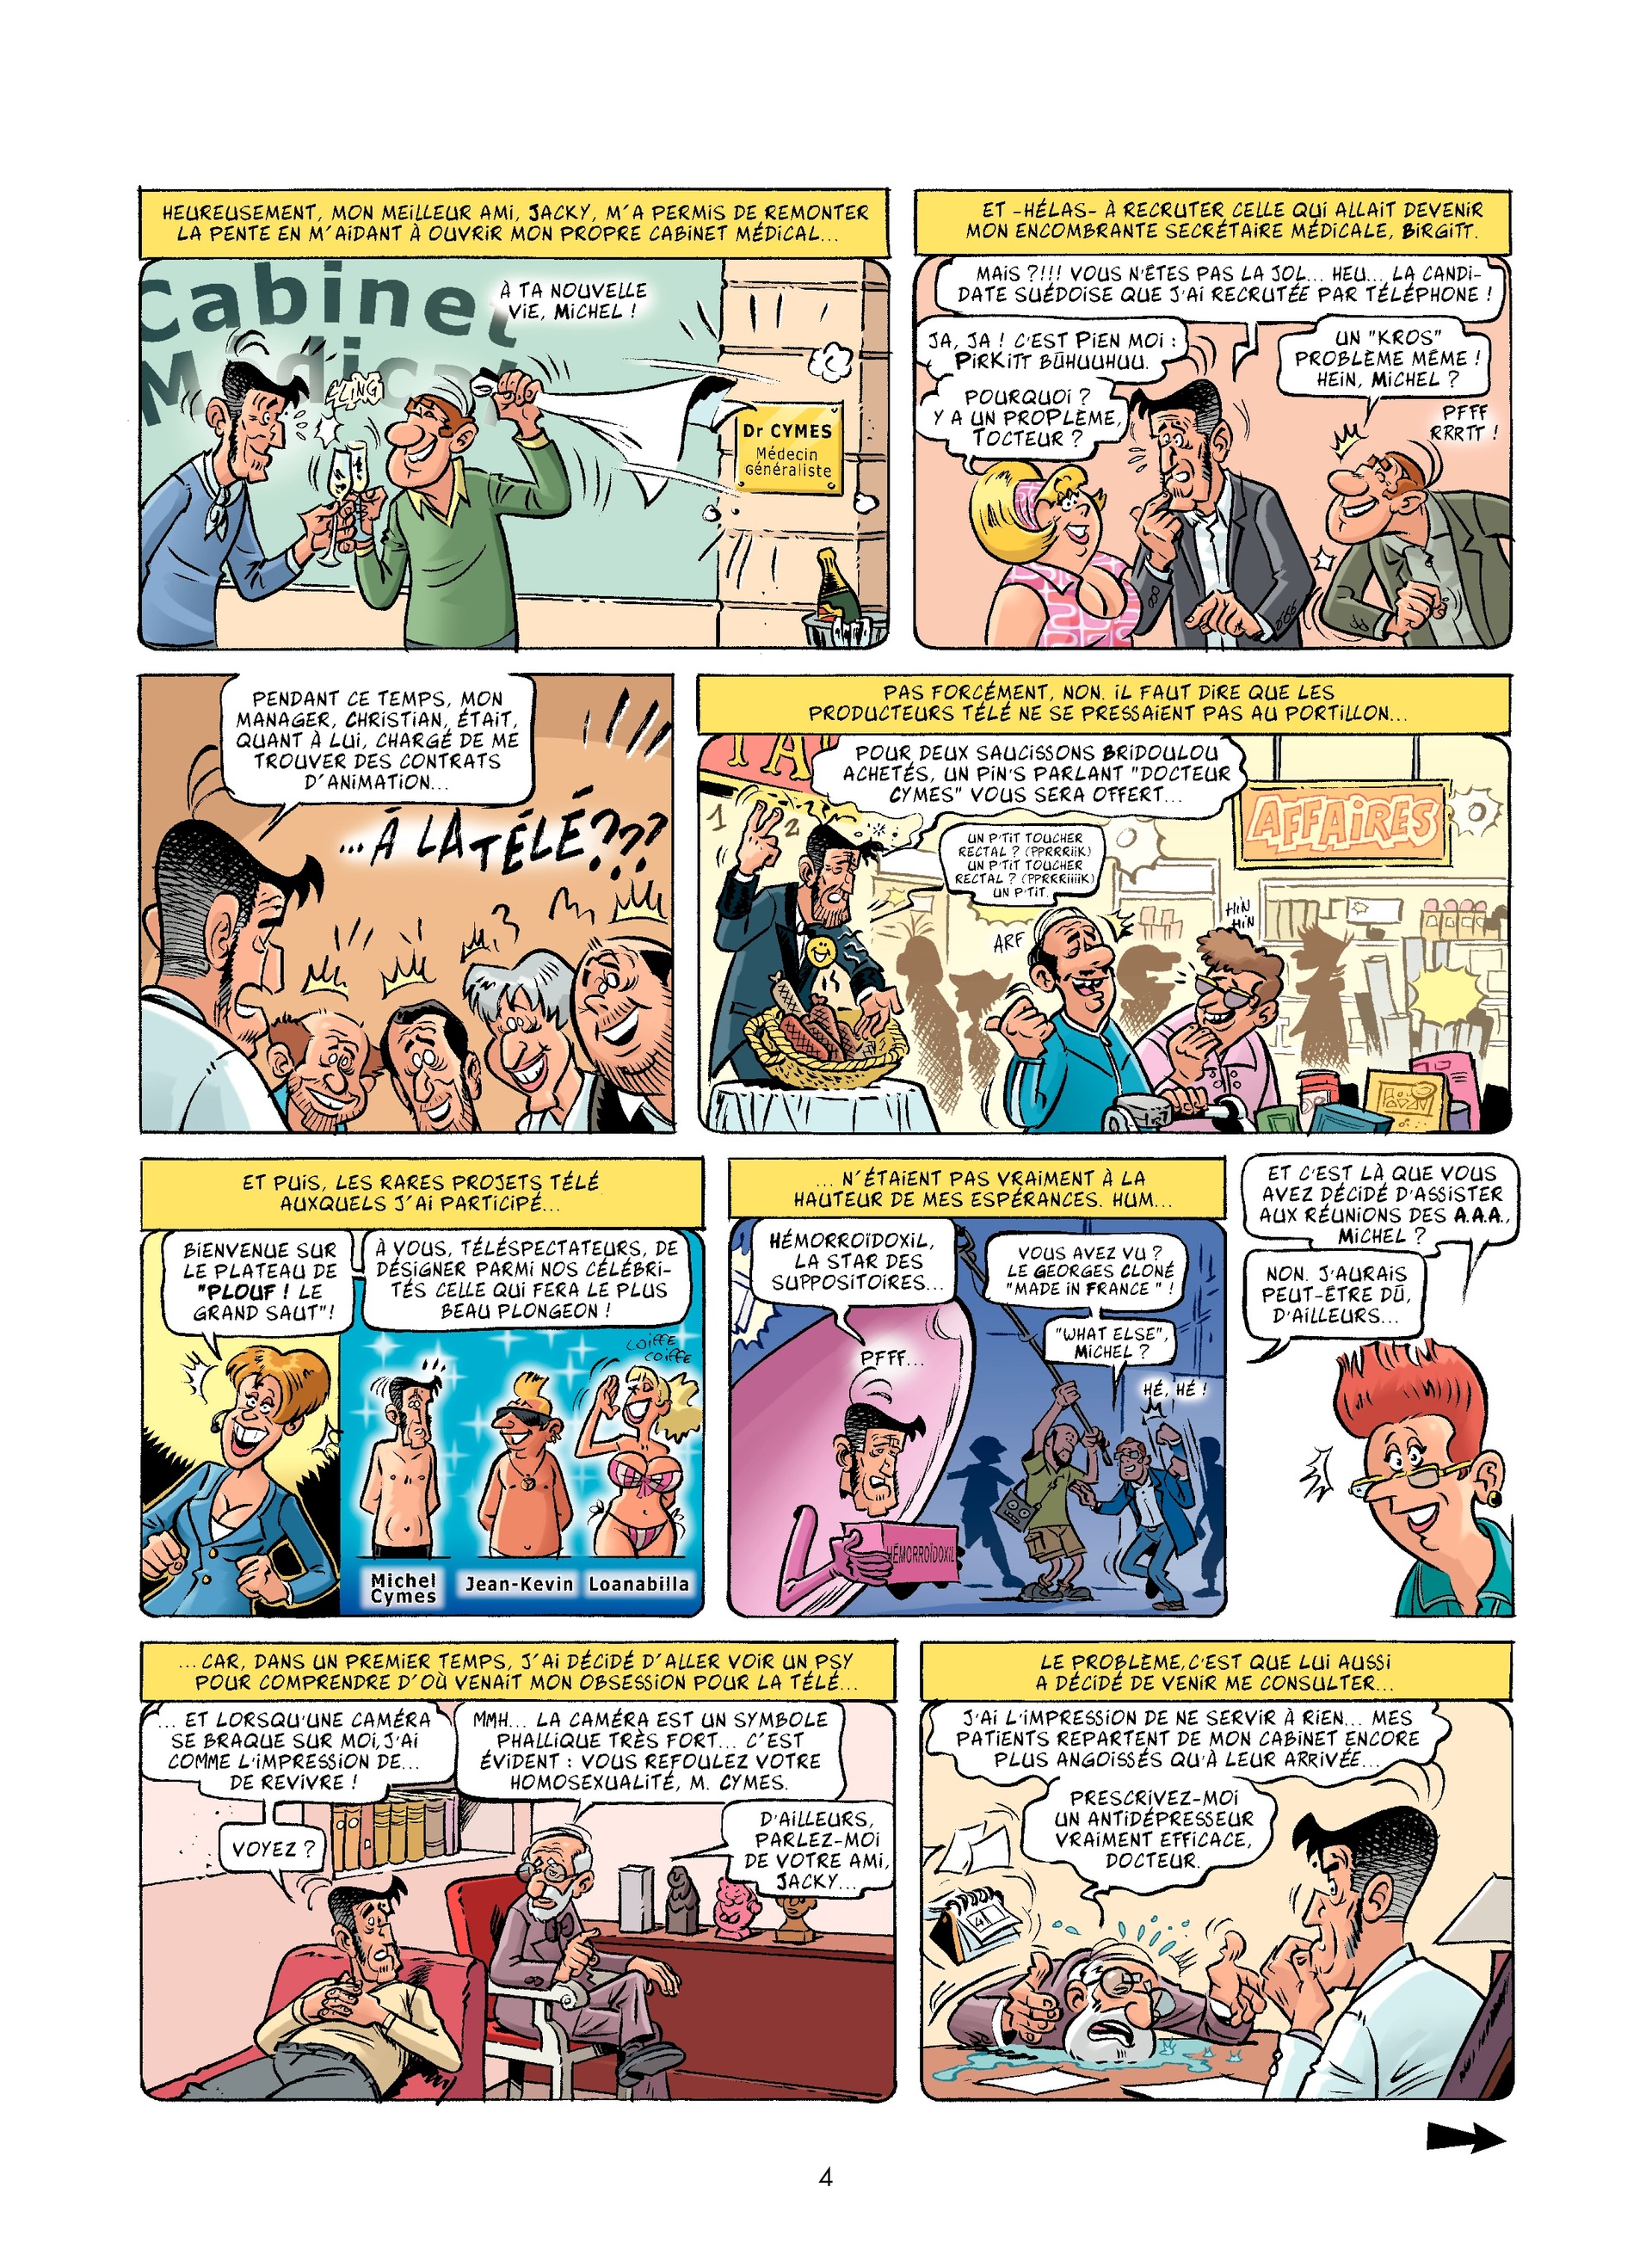 HEUREUSEMENT, MON MEILLEUR AMI, JACKY, M'A PERMIS DE REMONTER
LA PENTE EN M'AIDANT À OUVRIR MON PROPRE CABINET MÉDICAL...
Cabinet
Médical
À TA NOUVELLE
VIE, MICHEL !
CLING
Dr CYMES
Médecin
Généraliste
ET -HÉLAS- À RECRUTER CELLE QUI ALLAIT DEVENIR
MON ENCOMBRANTE SECRÉTAIRE MÉDICALE, BIRGITT.
MAIS ?!!! VOUS N'ÊTES PAS LA JOL... HEU... LA CANDI-
DATE SUÉDOISE QUE J'AI RECRUTÉE PAR TÉLÉPHONE !
JA, JA ! C'EST PIEN MOI :
PIRKITT BÜHUUHUU.
POURQUOI ?
Y A UN PROPLÈME,
TOCTEUR ?
UN "KROS"
PROBLÈME MÊME !
HEIN, MICHEL ?
PFFF
RRRTT !
PENDANT CE TEMPS, MON
MANAGER, CHRISTIAN, ÉTAIT,
QUANT À LUI, CHARGÉ DE ME
TROUVER DES CONTRATS
D'ANIMATION...
...À LA TÉLÉ???
PAS FORCÉMENT, NON. IL FAUT DIRE QUE LES
PRODUCTEURS TÉLÉ NE SE PRESSAIENT PAS AU PORTILLON...
POUR DEUX SAUCISSONS BRIDOULOU
ACHETÉS, UN PIN'S PARLANT "DOCTEUR
CYMES" VOUS SERA OFFERT...
1
2
UN P'TIT TOUCHER
RECTAL ? (PPRRRIIK)
UN P'TIT TOUCHER
RECTAL ? (PPRRRIIIIK)
UN P'TIT.
AFFAIRES
ARF
HIN
HIN
ET PUIS, LES RARES PROJETS TÉLÉ
AUXQUELS J'AI PARTICIPÉ...
BIENVENUE SUR
LE PLATEAU DE
"PLOUF ! LE
GRAND SAUT"!
À VOUS, TÉLÉSPECTATEURS, DE
DÉSIGNER PARMI NOS CÉLÉBRI-
TÉS CELLE QUI FERA LE PLUS
BEAU PLONGEON !
COIFFE
COIFFE
Michel
Cymes
Jean-Kevin
Loanabilla
... N'ÉTAIENT PAS VRAIMENT À LA
HAUTEUR DE MES ESPÉRANCES. HUM...
HÉMORROÏDOXIL,
LA STAR DES
SUPPOSITOIRES...
PFFF...
VOUS AVEZ VU ?
LE GEORGES CLONÉ
"MADE IN FRANCE" !
"WHAT ELSE",
MICHEL ?
HÉ, HÉ !
HÉMORROÏDOXIL
ET C'EST LÀ QUE VOUS
AVEZ DÉCIDÉ D'ASSISTER
AUX RÉUNIONS DES A.A.A.,
MICHEL ?
NON. J'AURAIS
PEUT-ÊTRE DÛ,
D'AILLEURS...
...CAR, DANS UN PREMIER TEMPS, J'AI DÉCIDÉ D'ALLER VOIR UN PSY
POUR COMPRENDRE D'OÙ VENAIT MON OBSESSION POUR LA TÉLÉ...
... ET LORSQU'UNE CAMÉRA
SE BRAQUE SUR MOI, J'AI
COMME L'IMPRESSION DE...
DE REVIVRE !
VOYEZ ?
MMH... LA CAMÉRA EST UN SYMBOLE
PHALLIQUE TRÈS FORT... C'EST
ÉVIDENT : VOUS REFOULEZ VOTRE
HOMOSEXUALITÉ, M. CYMES.
D'AILLEURS,
PARLEZ-MOI
DE VOTRE AMI,
JACKY...
LE PROBLÈME, C'EST QUE LUI AUSSI
A DÉCIDÉ DE VENIR ME CONSULTER...
J'AI L'IMPRESSION DE NE SERVIR À RIEN... MES
PATIENTS REPARTENT DE MON CABINET ENCORE
PLUS ANGOISSÉS QU'À LEUR ARRIVÉE...
PRESCRIVEZ-MOI
UN ANTIDÉPRESSEUR
VRAIMENT EFFICACE,
DOCTEUR.
4
4